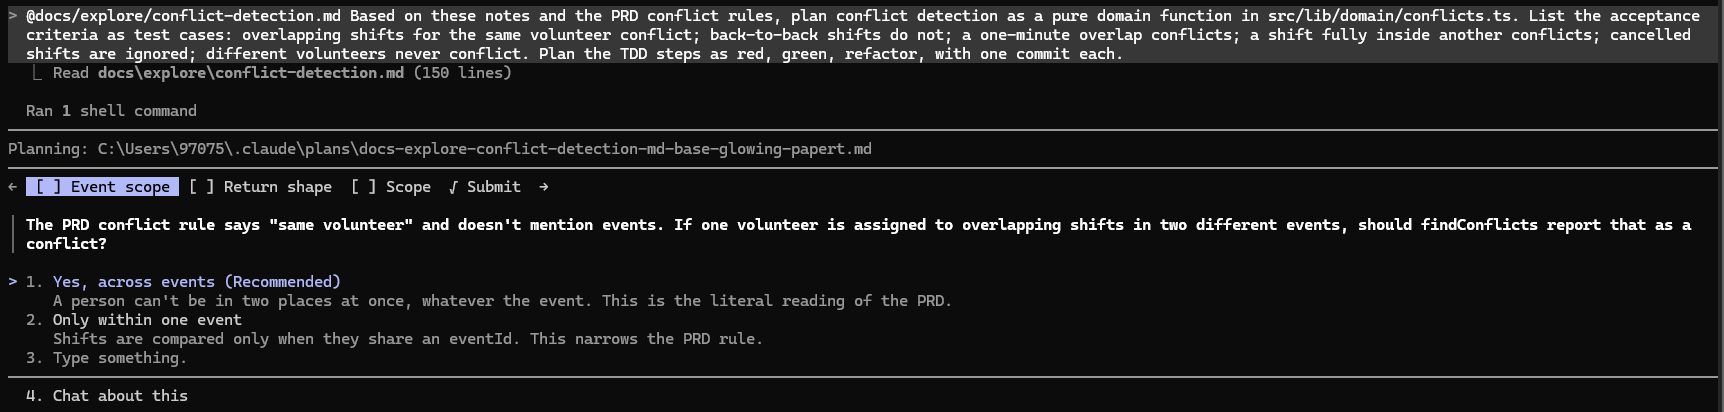 > @docs/explore/conflict-detection.md Based on these notes and the PRD conflict rules, plan conflict detection as a pure domain function in src/lib/domain/conflicts.ts. List the acceptance
criteria as test cases: overlapping shifts for the same volunteer conflict; back-to-back shifts do not; a one-minute overlap conflicts; a shift fully inside another conflicts; cancelled
shifts are ignored; different volunteers never conflict. Plan the TDD steps as red, green, refactor, with one commit each.
⎿ Read docs\explore\conflict-detection.md (150 lines)
Ran 1 shell command
Planning: C:\Users\97075\.claude\plans\docs-explore-conflict-detection-md-base-glowing-papert.md
← [ ] Event scope [ ] Return shape [ ] Scope √ Submit →
The PRD conflict rule says "same volunteer" and doesn't mention events. If one volunteer is assigned to overlapping shifts in two different events, should findConflicts report that as a
conflict?
> 1. Yes, across events (Recommended)
A person can't be in two places at once, whatever the event. This is the literal reading of the PRD.
2. Only within one event
Shifts are compared only when they share an eventId. This narrows the PRD rule.
3. Type something.
4. Chat about this